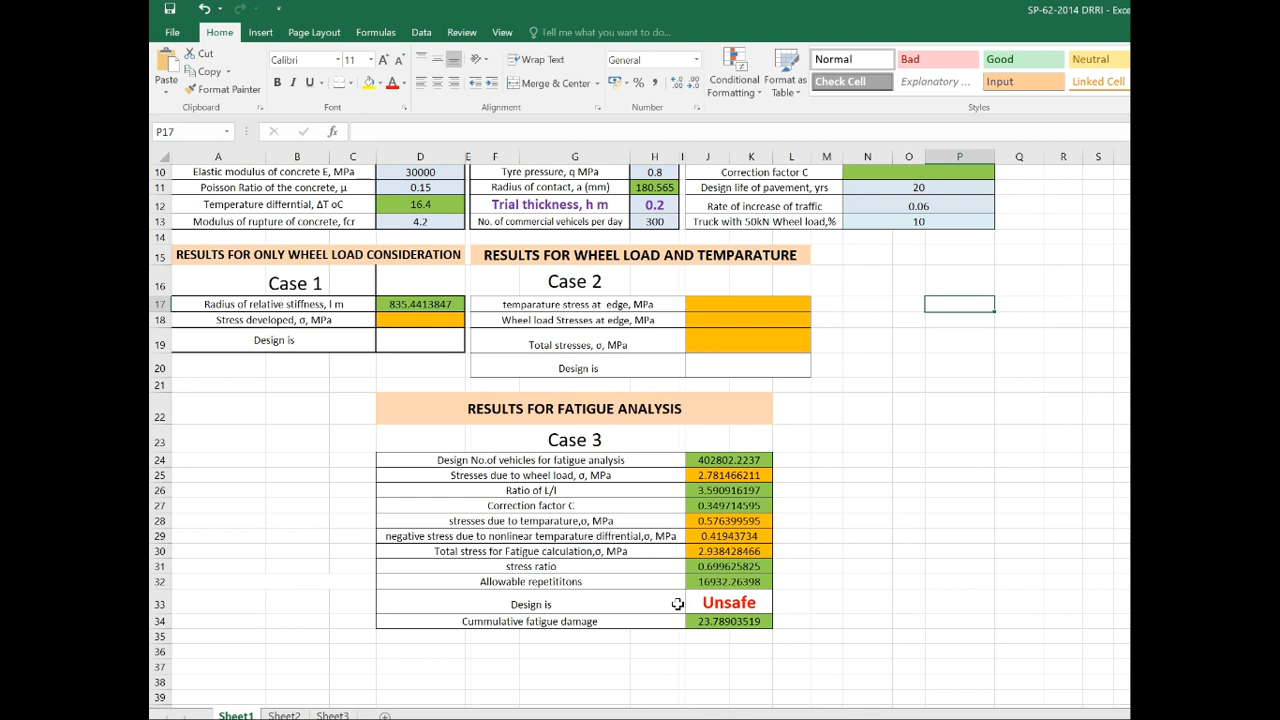 SP-62-2014 DRRI - Exce
File Home Insert Page Layout Formulas Data Review View Tell me what you want to do...
Cut
Copy
Format Painter
Paste
Clipboard
Calibri 11
B I U
Font
Wrap Text
Merge & Center
Alignment
General
Number
Conditional Formatting
Format as Table
Normal Bad Good Neutral
Check Cell Explanatory ... Input Linked Cell
Styles
P17 fx
A B C D E F G H I J K L M N O P Q R S
10 Elastic modulus of concrete E, MPa 30000 Tyre pressure, q MPa 0.8 Correction factor C
11 Poisson Ratio of the concrete, μ 0.15 Radius of contact, a (mm) 180.565 Design life of pavement, yrs 20
12 Temperature differntial, ΔT oC 16.4 Trial thickness, h m 0.2 Rate of increase of traffic 0.06
13 Modulus of rupture of concrete, fcr 4.2 No. of commercial vehicels per day 300 Truck with 50kN Wheel load,% 10
14
15 RESULTS FOR ONLY WHEEL LOAD CONSIDERATION RESULTS FOR WHEEL LOAD AND TEMPARATURE
16 Case 1 Case 2
17 Radius of relative stiffness, l m 835.4413847 temparature stress at edge, MPa
18 Stress developed, σ, MPa Wheel load Stresses at edge, MPa
19 Design is Total stresses, σ, MPa
20 Design is
21
22 RESULTS FOR FATIGUE ANALYSIS
23 Case 3
24 Design No.of vehicles for fatigue analysis 402802.2237
25 Stresses due to wheel load, σ, MPa 2.781466211
26 Ratio of L/l 3.590916197
27 Correction factor C 0.349714595
28 stresses due to temparature,σ, MPa 0.576399595
29 negative stress due to nonlinear temparature diffrential,σ, MPa 0.41943734
30 Total stress for Fatigue calculation,σ, MPa 2.938428466
31 stress ratio 0.699625825
32 Allowable repetititons 16932.26398
33 Design is Unsafe
34 Cummulative fatigue damage 23.78903519
35
36
37
38
39
Sheet1 Sheet2 Sheet3